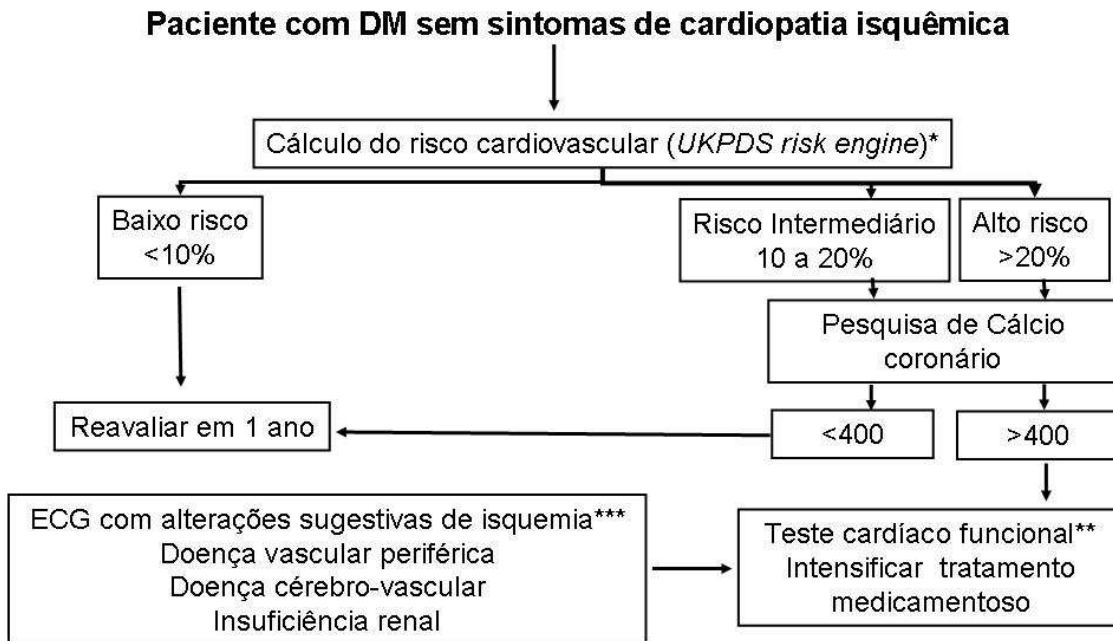 Paciente com DM sem sintomas de cardiopatia isquêmica
Cálculo do risco cardiovascular (UKPDS risk engine)*
Baixo risco
<10%
Risco Intermediário
10 a 20%
Alto risco
>20%
Pesquisa de Cálcio
coronário
Reavaliar em 1 ano
<400
>400
ECG com alterações sugestivas de isquemia***
Doença vascular periférica
Doença cérebro-vascular
Insuficiência renal
Teste cardíaco funcional**
Intensificar tratamento
medicamentoso